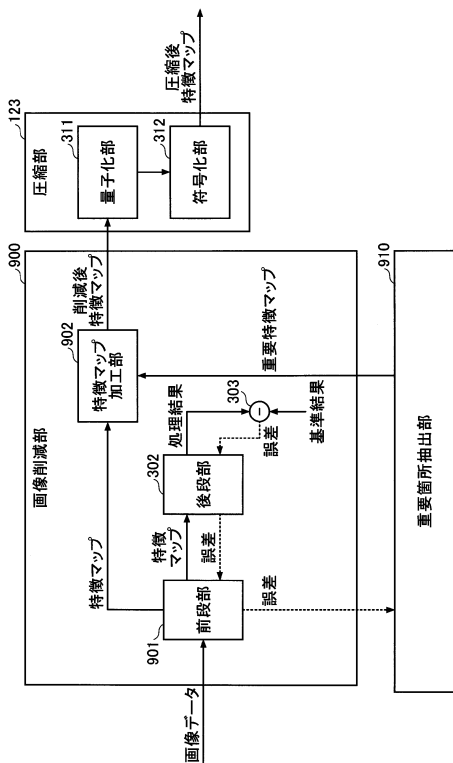 画像データ
900
画像削減部
901
前段部
特徴マップ
特徴
マップ
誤差
誤差
302
後段部
処理結果
誤差
303
−
基準結果
902
特徴マップ
加工部
重要特徴マップ
削減後
特徴マップ
123
圧縮部
311
量子化部
312
符号化部
圧縮後
特徴マップ
910
重要箇所抽出部